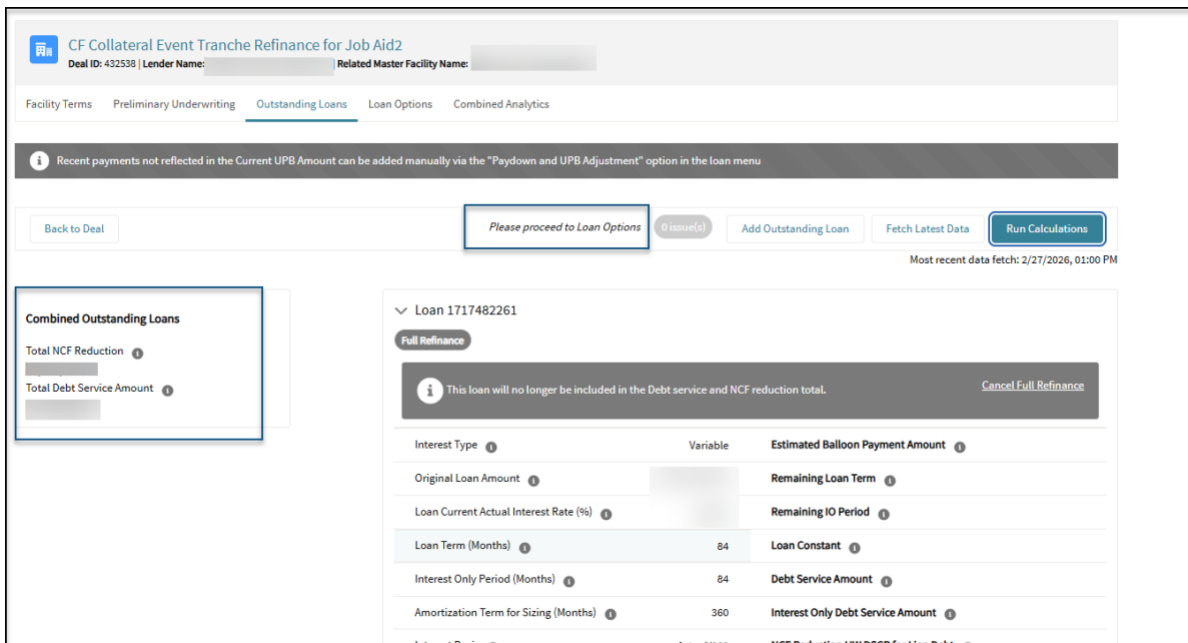 CF Collateral Event Tranche Refinance for Job Aid2
Deal ID: 432538 | Lender Name: | Related Master Facility Name:
Facility Terms Preliminary Underwriting Outstanding Loans Loan Options Combined Analytics
Recent payments not reflected in the Current UPB Amount can be added manually via the "Paydown and UPB Adjustment" option in the loan menu
Back to Deal Please proceed to Loan Options 0 issue(s) Add Outstanding Loan Fetch Latest Data Run Calculations
Most recent data fetch: 2/27/2026, 01:00 PM
Combined Outstanding Loans
Total NCF Reduction
Total Debt Service Amount
Loan 1717482261
Full Refinance
This loan will no longer be included in the Debt service and NCF reduction total. Cancel Full Refinance
Interest Type Variable Estimated Balloon Payment Amount
Original Loan Amount Remaining Loan Term
Loan Current Actual Interest Rate (%) Remaining IO Period
Loan Term (Months) 84 Loan Constant
Interest Only Period (Months) 84 Debt Service Amount
Amortization Term for Sizing (Months) 360 Interest Only Debt Service Amount